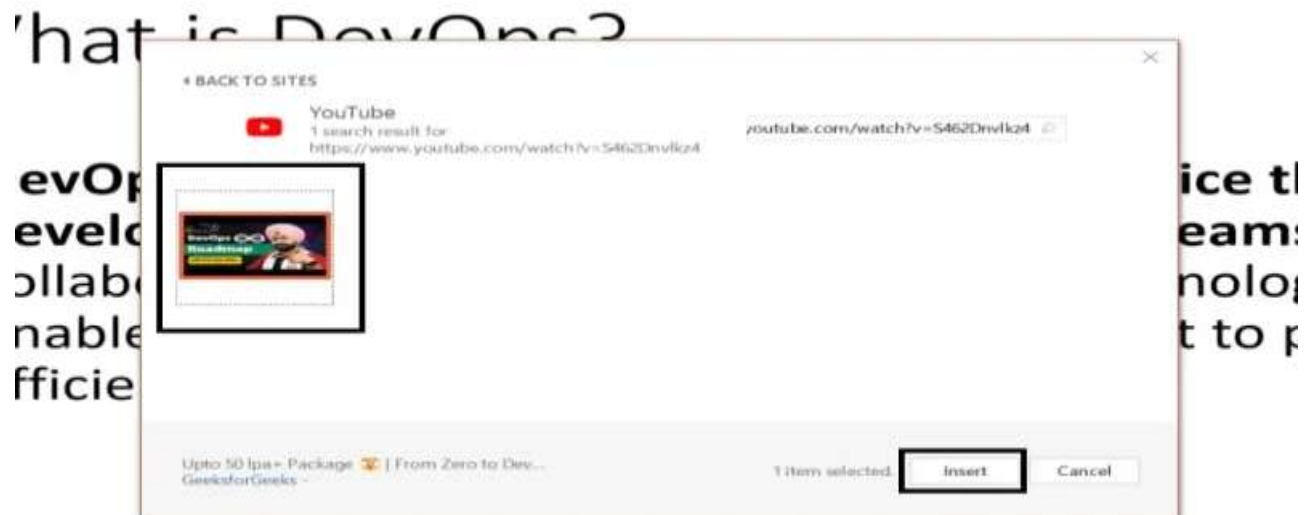 'hat is DevOps?
◂ BACK TO SITES
YouTube
1 search result for
https://www.youtube.com/watch?v=S462Dnvlkz4
youtube.com/watch?v=S462Dnvlkz4
evOp
ice th
evelo
eams
ollabo
nolog
nable
t to p
fficie
DevOps
Roadmap
Upto 50 lpa+ Package 🏆 | From Zero to Dev...
GeeksforGeeks -
1 item selected.
Insert
Cancel